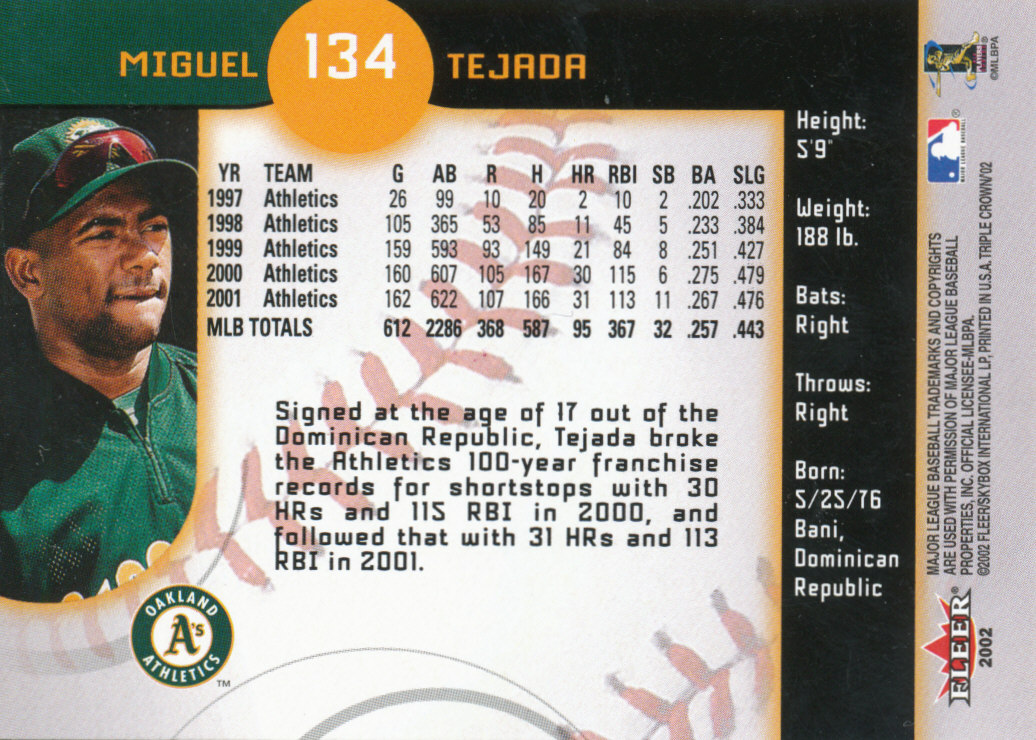 MIGUEL 134 TEJADA
YR TEAM G AB R H HR RBI SB BA SLG
1997 Athletics 26 99 10 20 2 10 2 .202 .333
1998 Athletics 105 365 53 85 11 45 5 .233 .384
1999 Athletics 159 593 93 149 21 84 8 .251 .427
2000 Athletics 160 607 105 167 30 115 6 .275 .479
2001 Athletics 162 622 107 166 31 113 11 .267 .476
MLB TOTALS 612 2286 368 587 95 367 32 .257 .443
Signed at the age of 17 out of the
Dominican Republic, Tejada broke
the Athletics 100-year franchise
records for shortstops with 30
HRs and 115 RBI in 2000, and
followed that with 31 HRs and 113
RBI in 2001.
OAKLAND
A's
ATHLETICS
TM
Height:
5'9"
Weight:
188 lb.
Bats:
Right
Throws:
Right
Born:
5/25/76
Bani,
Dominican
Republic
©MLBPA
MAJOR LEAGUE BASEBALL
MAJOR LEAGUE BASEBALL TRADEMARKS AND COPYRIGHTS
ARE USED WITH PERMISSION OF MAJOR LEAGUE BASEBALL
PROPERTIES, INC. OFFICIAL LICENSEE-MLBPA.
©2002 FLEER/SKYBOX INTERNATIONAL LP, PRINTED IN U.S.A. TRIPLE CROWN/02
FLEER®
2002